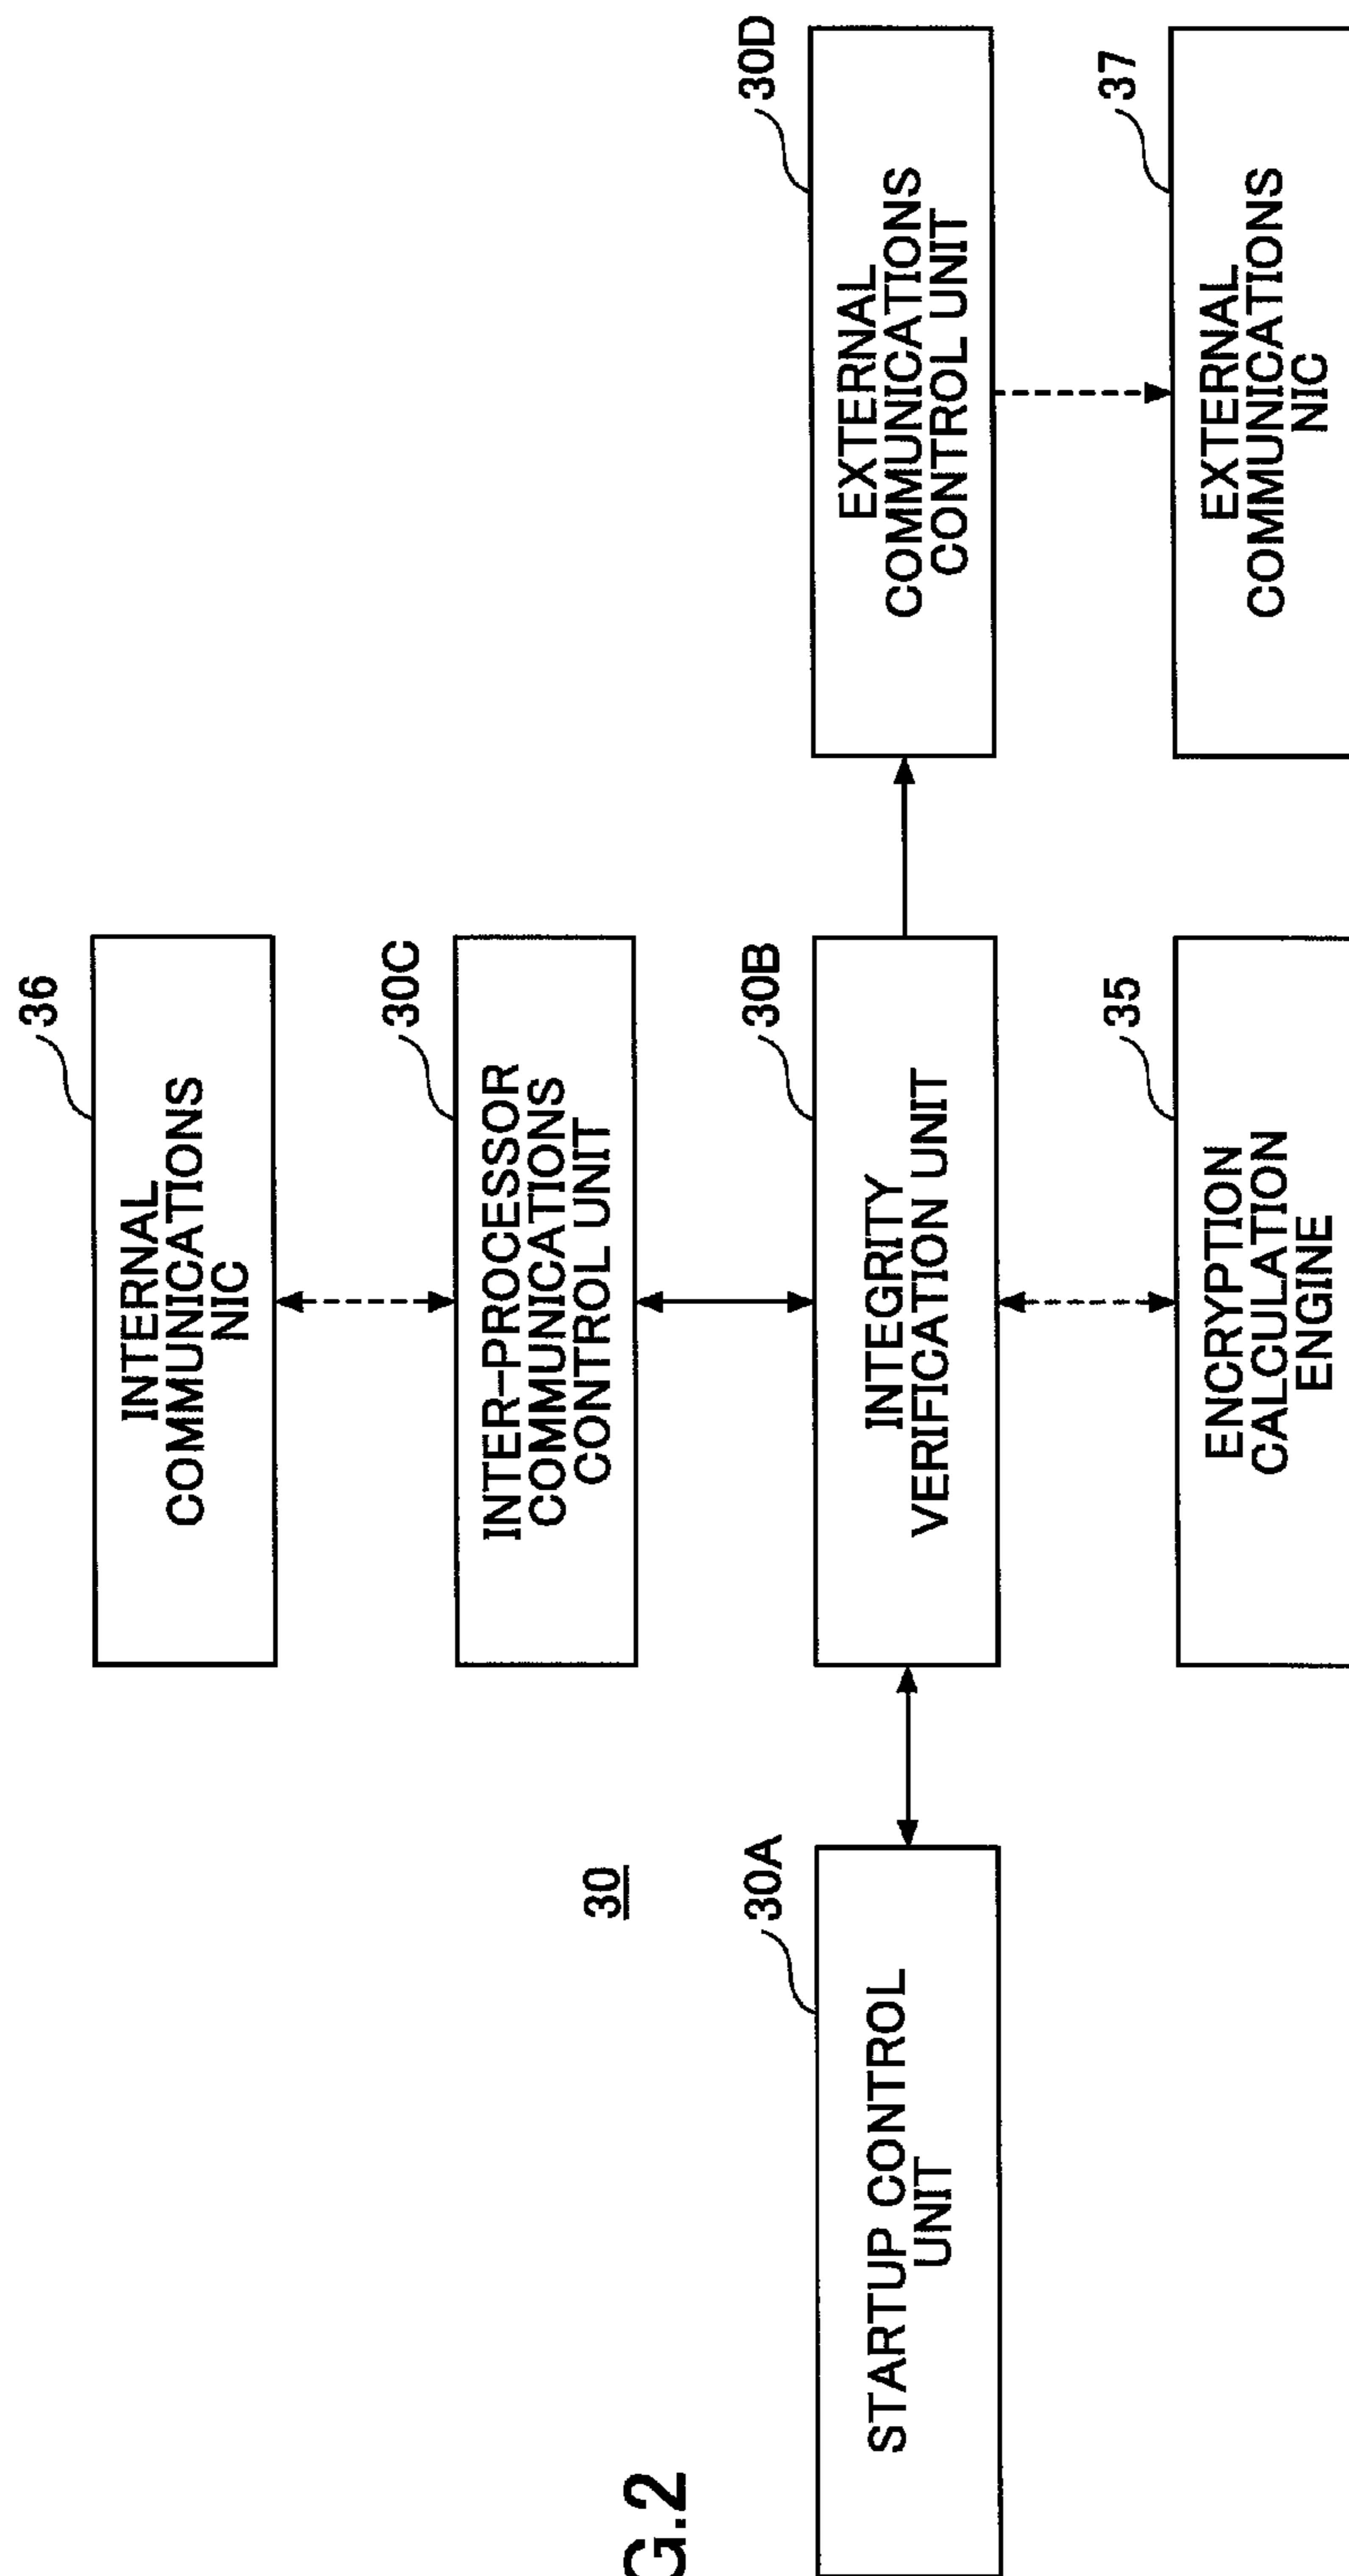 G.2
30
36
INTERNAL
COMMUNICATIONS
NIC
30C
INTER-PROCESSOR
COMMUNICATIONS
CONTROL UNIT
30A
STARTUP CONTROL
UNIT
30B
INTEGRITY
VERIFICATION UNIT
30D
EXTERNAL
COMMUNICATIONS
CONTROL UNIT
35
ENCRYPTION
CALCULATION
ENGINE
37
EXTERNAL
COMMUNICATIONS
NIC